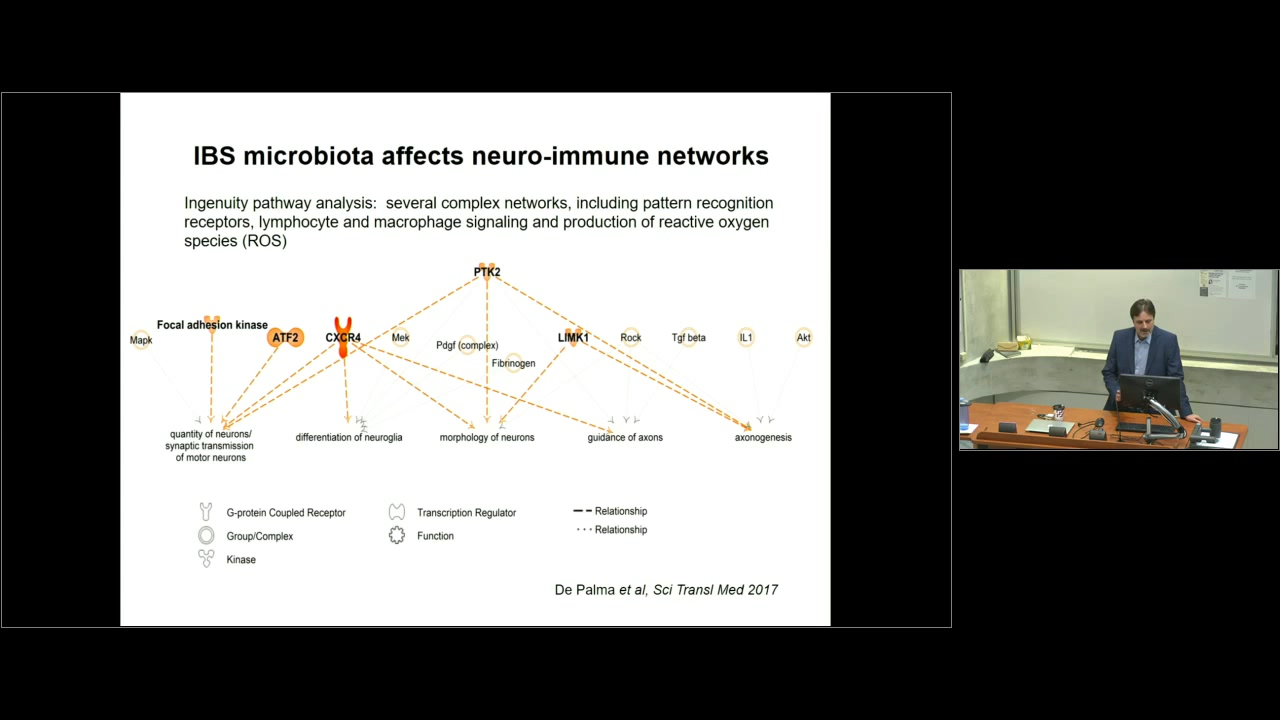 IBS microbiota affects neuro-immune networks
Ingenuity pathway analysis:  several complex networks, including pattern recognition
receptors, lymphocyte and macrophage signaling and production of reactive oxygen
species (ROS)
PTK2
Mapk
Focal adhesion kinase
ATF2
CXCR4
Mek
Pdgf (complex)
Fibrinogen
LIMK1
Rock
Tgf beta
IL1
Akt
quantity of neurons/
synaptic transmission
of motor neurons
differentiation of neuroglia
morphology of neurons
guidance of axons
axonogenesis
G-protein Coupled Receptor
Group/Complex
Kinase
Transcription Regulator
Function
Relationship
Relationship
De Palma et al, Sci Transl Med 2017